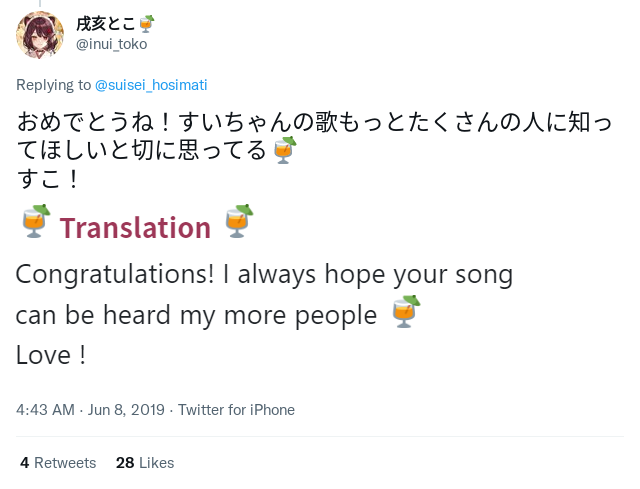 戌亥とこ🍹
@inui_toko
Replying to @suisei_hosimati
おめでとうね！すいちゃんの歌もっとたくさんの人に知っ
てほしいと切に思ってる🍹
すこ！
🍹 Translation 🍹
Congratulations! I always hope your song
can be heard my more people 🍹
Love !
4:43 AM · Jun 8, 2019 · Twitter for iPhone
4 Retweets 28 Likes